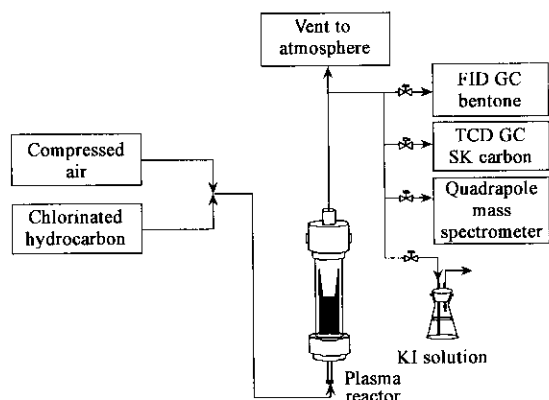 Vent to
atmosphere
FID GC
bentone
TCD GC
SK carbon
Quadrapole
mass
spectrometer
Compressed
air
Chlorinated
hydrocarbon
KI solution
Plasma
reactor